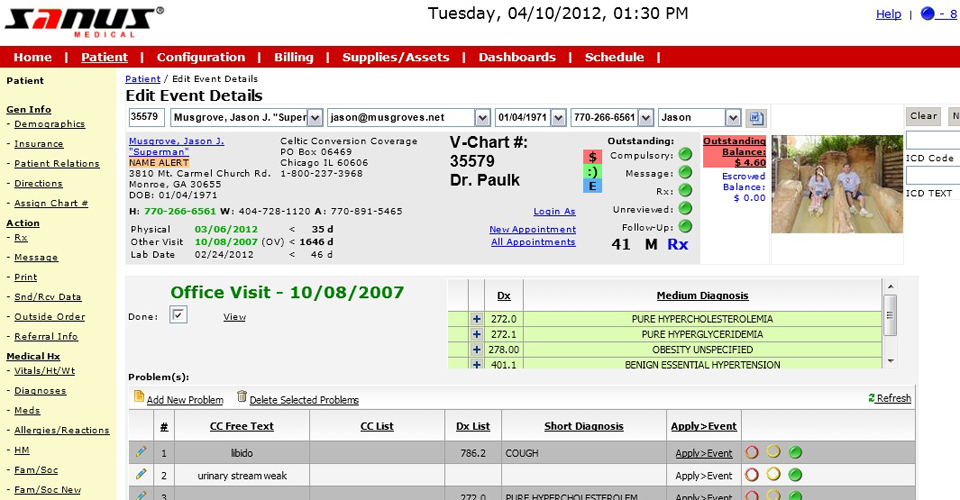 sanus®
MEDICAL
Tuesday, 04/10/2012, 01:30 PM
Help | - 8
Home | Patient | Configuration | Billing | Supplies/Assets | Dashboards | Schedule |
Patient
Gen Info
- Demographics
- Insurance
- Patient Relations
- Directions
- Assign Chart #
Action
- Rx
- Message
- Print
- Snd/Rcv Data
- Outside Order
- Referral Info
Medical Hx
- Vitals/Ht/Wt
- Diagnoses
- Meds
- Allergies/Reactions
- HM
- Fam/Soc
- Fam/Soc New
Patient / Edit Event Details
Edit Event Details
35579 Musgrove, Jason J. "Super jason@musgroves.net 01/04/1971 770-266-6561 Jason
Clear N
ICD Code
ICD TEXT
Musgrove, Jason J.
"Superman"
NAME ALERT
3810 Mt. Carmel Church Rd.
Monroe, GA 30655
DOB: 01/04/1971
Celtic Conversion Coverage
PO Box 06469
Chicago IL 60606
1-800-237-3968
H: 770-266-6561 W: 404-728-1120 A: 770-891-5465
Physical 03/06/2012 < 35 d
Other Visit 10/08/2007 (OV) < 1646 d
Lab Date 02/24/2012 < 46 d
V-Chart #:
35579
Dr. Paulk
$
:)
E
Login As
New Appointment
All Appointments
Outstanding:
Compulsory:
Message:
Rx:
Unreviewed:
Follow-Up:
41 M Rx
Outstanding
Balance:
$ 4.60
Escrowed
Balance:
$ 0.00
Office Visit - 10/08/2007
Done: View
Dx Medium Diagnosis
+ 272.0 PURE HYPERCHOLESTEROLEMIA
+ 272.1 PURE HYPERGLYCERIDEMIA
+ 278.00 OBESITY UNSPECIFIED
+ 401.1 BENIGN ESSENTIAL HYPERTENSION
Problem(s):
Add New Problem Delete Selected Problems Refresh
# CC Free Text CC List Dx List Short Diagnosis Apply>Event
1 libido 786.2 COUGH Apply>Event
2 urinary stream weak Apply>Event
3 272.0 PURE HYPERCHOLESTEROLEM Apply>Event